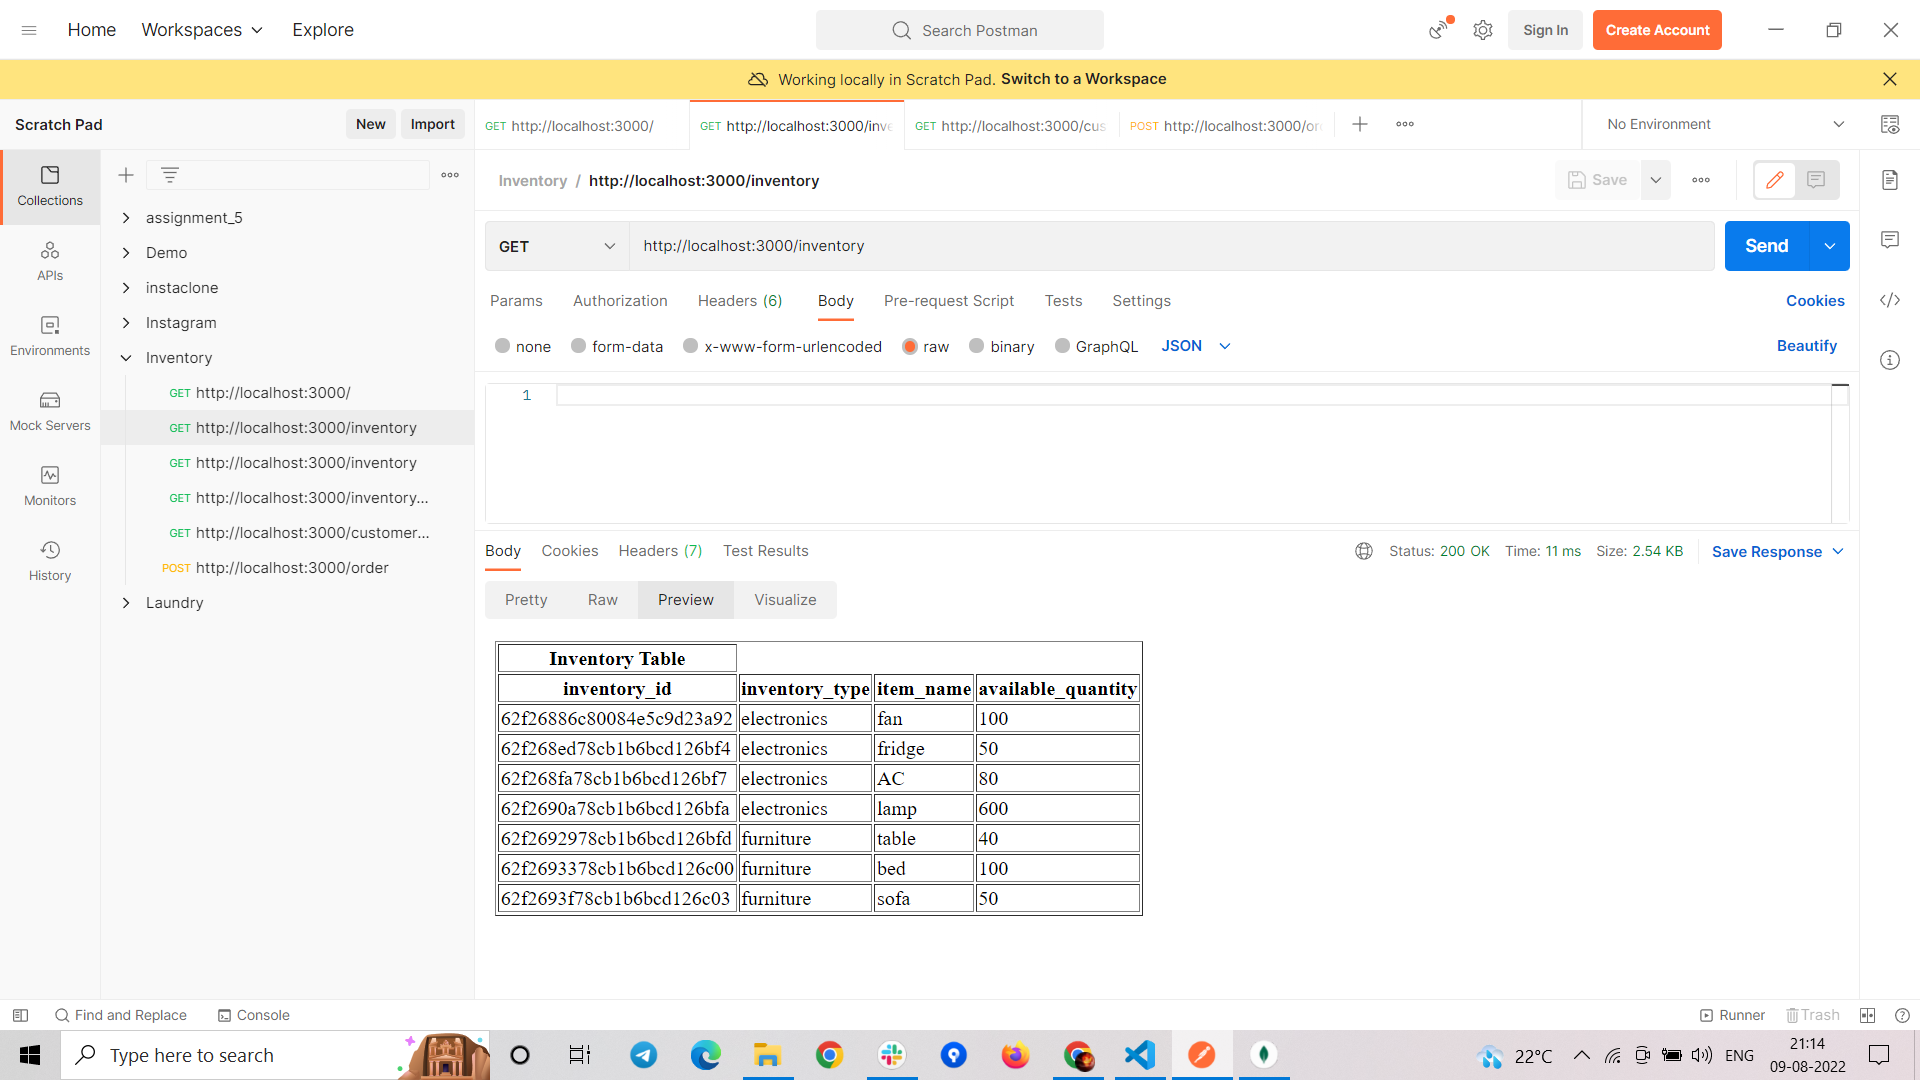 Home Workspaces Explore Search Postman Sign In Create Account
Working locally in Scratch Pad. Switch to a Workspace
Scratch Pad New Import GET http://localhost:3000/ GET http://localhost:3000/inve GET http://localhost:3000/cus POST http://localhost:3000/or No Environment
Inventory / http://localhost:3000/inventory Save
Collections
APIs
Environments
Mock Servers
Monitors
History
assignment_5
Demo
instaclone
Instagram
Inventory
GET http://localhost:3000/
GET http://localhost:3000/inventory
GET http://localhost:3000/inventory
GET http://localhost:3000/inventory...
GET http://localhost:3000/customer...
POST http://localhost:3000/order
Laundry
GET http://localhost:3000/inventory Send
Params Authorization Headers (6) Body Pre-request Script Tests Settings Cookies
none form-data x-www-form-urlencoded raw binary GraphQL JSON Beautify
1
Body Cookies Headers (7) Test Results Status: 200 OK Time: 11 ms Size: 2.54 KB Save Response
Pretty Raw Preview Visualize
Inventory Table
inventory_id inventory_type item_name available_quantity
62f26886c80084e5c9d23a92 electronics fan 100
62f268ed78cb1b6bcd126bf4 electronics fridge 50
62f268fa78cb1b6bcd126bf7 electronics AC 80
62f2690a78cb1b6bcd126bfa electronics lamp 600
62f2692978cb1b6bcd126bfd furniture table 40
62f2693378cb1b6bcd126c00 furniture bed 100
62f2693f78cb1b6bcd126c03 furniture sofa 50
Find and Replace Console Runner Trash
Type here to search 22°C ENG 21:14
09-08-2022